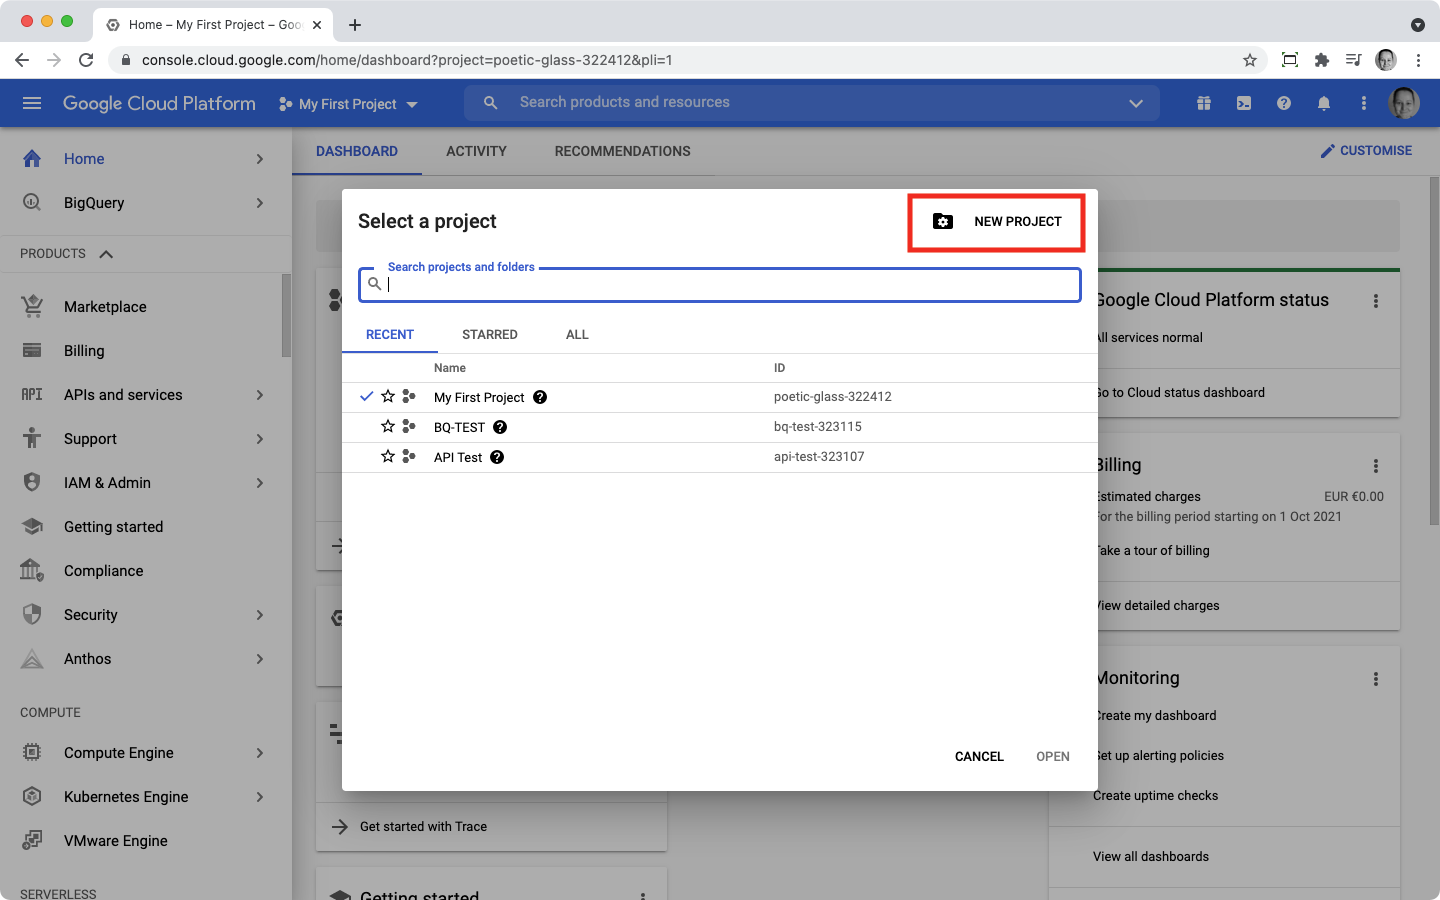 Home – My First Project – Goo
console.cloud.google.com/home/dashboard?project=poetic-glass-322412&pli=1
Google Cloud Platform
My First Project
Search products and resources
Home
BigQuery
PRODUCTS
Marketplace
Billing
API
APIs and services
Support
IAM & Admin
Getting started
Compliance
Security
Anthos
COMPUTE
Compute Engine
Kubernetes Engine
VMware Engine
SERVERLESS
DASHBOARD
ACTIVITY
RECOMMENDATIONS
CUSTOMISE
Select a project
NEW PROJECT
Search projects and folders
RECENT
STARRED
ALL
Name
ID
My First Project
poetic-glass-322412
BQ-TEST
bq-test-323115
API Test
api-test-323107
CANCEL
OPEN
Get started with Trace
Getting started
Google Cloud Platform status
All services normal
Go to Cloud status dashboard
Billing
Estimated charges
EUR €0.00
For the billing period starting on 1 Oct 2021
Take a tour of billing
View detailed charges
Monitoring
Create my dashboard
Set up alerting policies
Create uptime checks
View all dashboards